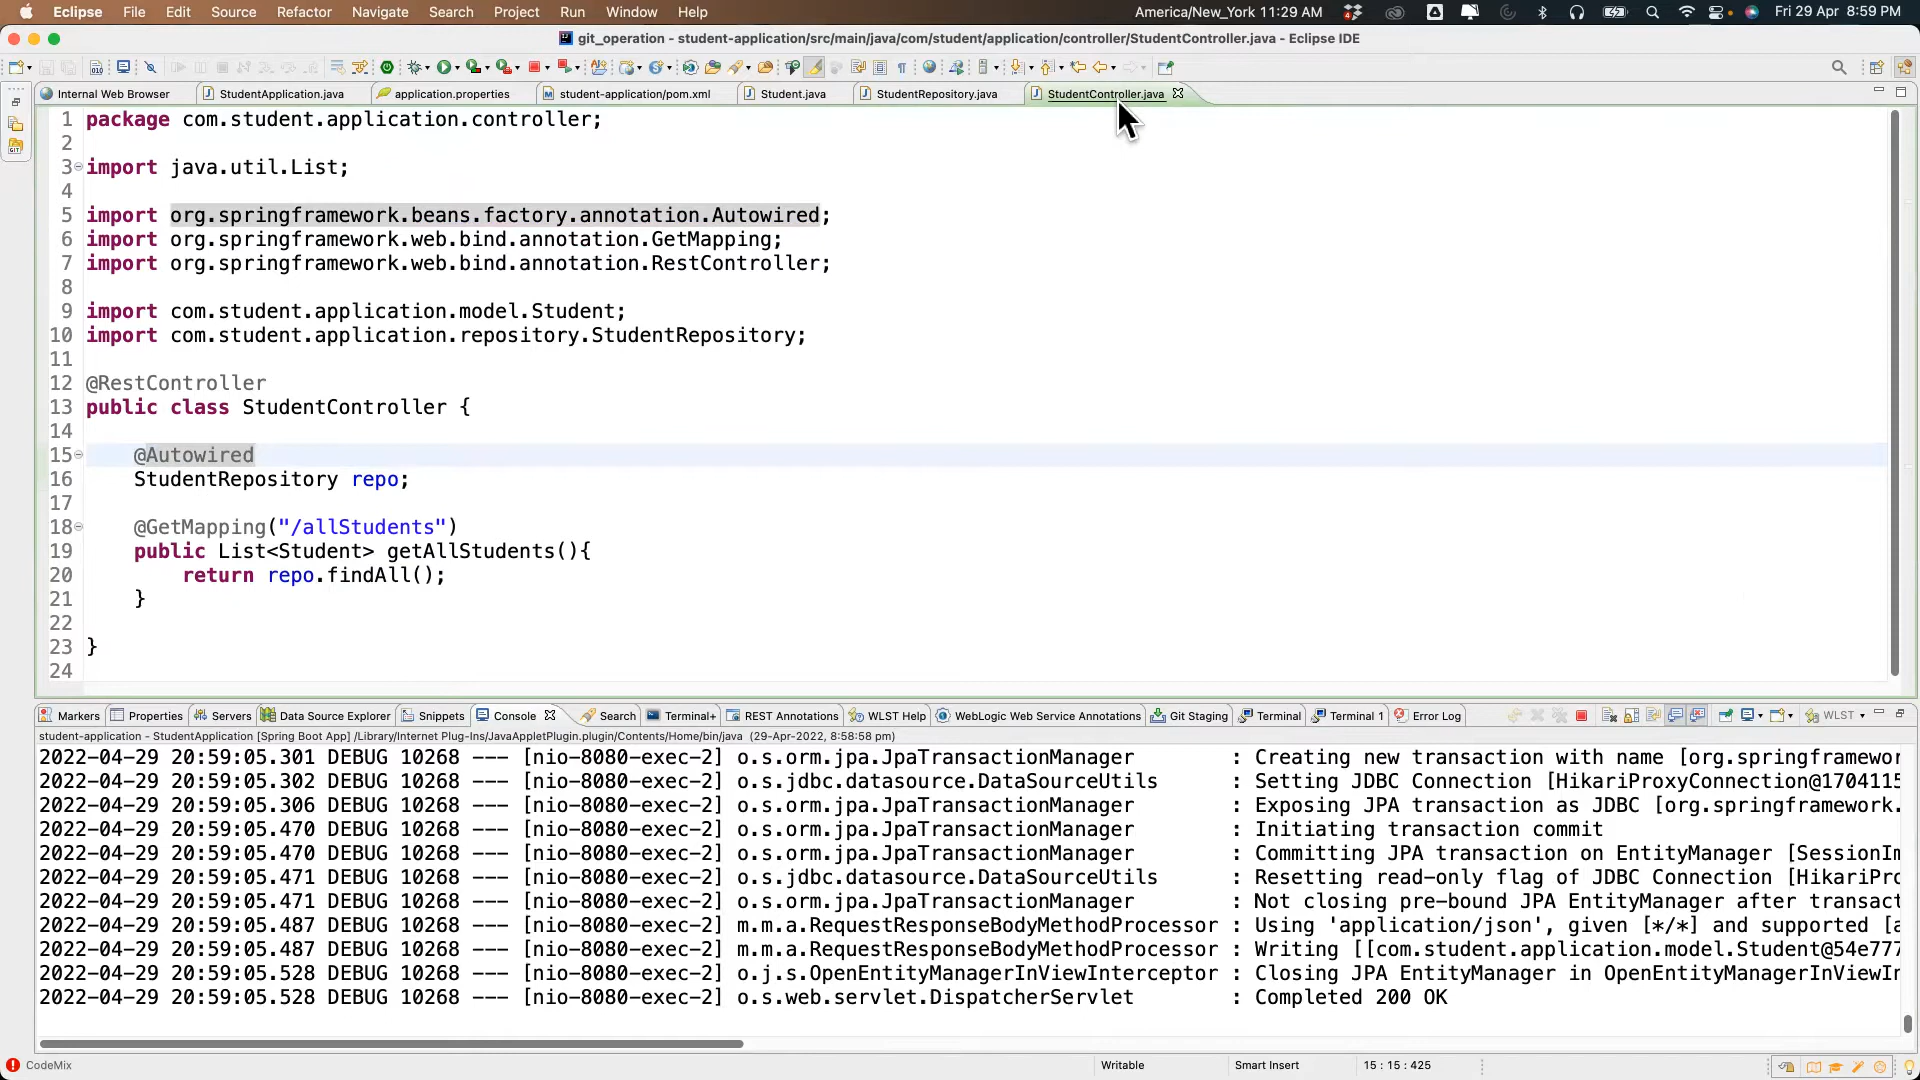 Eclipse File Edit Source Refactor Navigate Search Project Run Window Help America/New_York 11:29 AM Fri 29 Apr 8:59 PM
git_operation - student-application/src/main/java/com/student/application/controller/StudentController.java - Eclipse IDE
Internal Web Browser StudentApplication.java application.properties student-application/pom.xml Student.java StudentRepository.java StudentController.java
1 package com.student.application.controller;
2
3 import java.util.List;
4
5 import org.springframework.beans.factory.annotation.Autowired;
6 import org.springframework.web.bind.annotation.GetMapping;
7 import org.springframework.web.bind.annotation.RestController;
8
9 import com.student.application.model.Student;
10 import com.student.application.repository.StudentRepository;
11
12 @RestController
13 public class StudentController {
14
15 @Autowired
16 StudentRepository repo;
17
18 @GetMapping("/allStudents")
19 public List<Student> getAllStudents(){
20 return repo.findAll();
21 }
22
23 }
24
Markers Properties Servers Data Source Explorer Snippets Console Search Terminal+ REST Annotations WLST Help WebLogic Web Service Annotations Git Staging Terminal Terminal 1 Error Log WLST
student-application - StudentApplication [Spring Boot App] /Library/Internet Plug-Ins/JavaAppletPlugin.plugin/Contents/Home/bin/java (29-Apr-2022, 8:58:58 pm)
2022-04-29 20:59:05.301 DEBUG 10268 --- [nio-8080-exec-2] o.s.orm.jpa.JpaTransactionManager : Creating new transaction with name [org.springframewor
2022-04-29 20:59:05.302 DEBUG 10268 --- [nio-8080-exec-2] o.s.jdbc.datasource.DataSourceUtils : Setting JDBC Connection [HikariProxyConnection@1704115
2022-04-29 20:59:05.306 DEBUG 10268 --- [nio-8080-exec-2] o.s.orm.jpa.JpaTransactionManager : Exposing JPA transaction as JDBC [org.springframework.
2022-04-29 20:59:05.470 DEBUG 10268 --- [nio-8080-exec-2] o.s.orm.jpa.JpaTransactionManager : Initiating transaction commit
2022-04-29 20:59:05.470 DEBUG 10268 --- [nio-8080-exec-2] o.s.orm.jpa.JpaTransactionManager : Committing JPA transaction on EntityManager [SessionIm
2022-04-29 20:59:05.471 DEBUG 10268 --- [nio-8080-exec-2] o.s.jdbc.datasource.DataSourceUtils : Resetting read-only flag of JDBC Connection [HikariPro
2022-04-29 20:59:05.471 DEBUG 10268 --- [nio-8080-exec-2] o.s.orm.jpa.JpaTransactionManager : Not closing pre-bound JPA EntityManager after transact
2022-04-29 20:59:05.487 DEBUG 10268 --- [nio-8080-exec-2] m.m.a.RequestResponseBodyMethodProcessor : Using 'application/json', given [*/*] and supported [a
2022-04-29 20:59:05.487 DEBUG 10268 --- [nio-8080-exec-2] m.m.a.RequestResponseBodyMethodProcessor : Writing [[com.student.application.model.Student@54e777
2022-04-29 20:59:05.528 DEBUG 10268 --- [nio-8080-exec-2] o.j.s.OpenEntityManagerInViewInterceptor : Closing JPA EntityManager in OpenEntityManagerInViewIn
2022-04-29 20:59:05.528 DEBUG 10268 --- [nio-8080-exec-2] o.s.web.servlet.DispatcherServlet : Completed 200 OK
CodeMix Writable Smart Insert 15 : 15 : 425